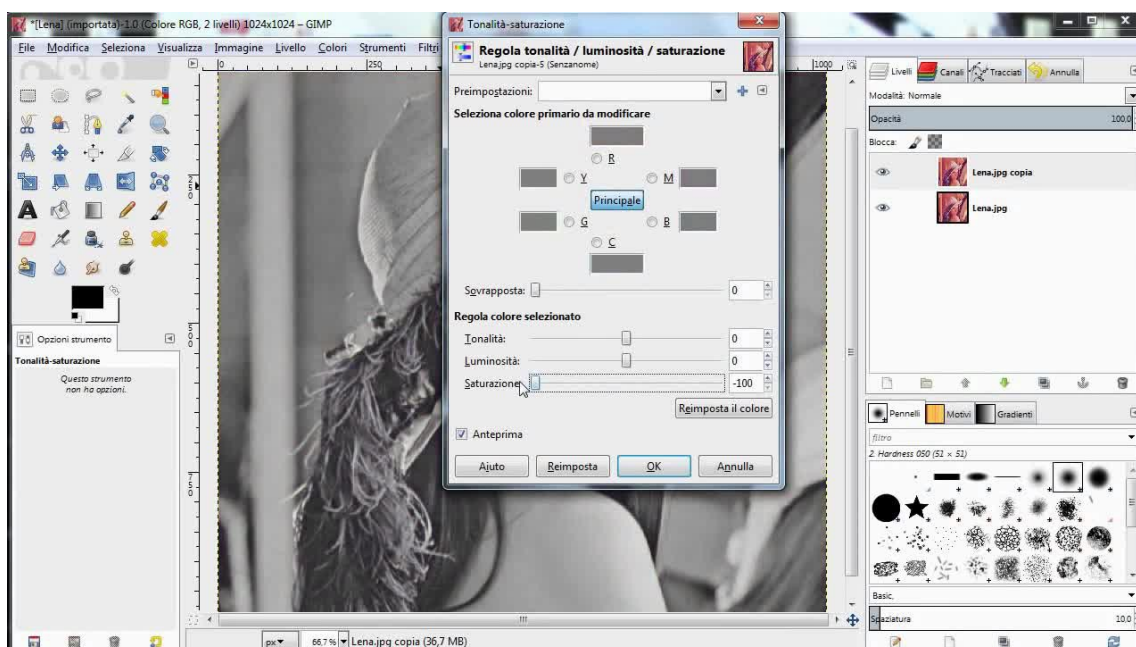 *[Lena] (importata)-1.0 (Colore RGB, 2 livelli) 1024x1024 – GIMP
File Modifica Seleziona Visualizza Immagine Livello Colori Strumenti Filtri
0 250 1000
250
500
750
A
Opzioni strumento
Tonalità-saturazione
Questo strumento
non ha opzioni.
px 66,7 % Lena.jpg copia (36,7 MB)
Tonalità-saturazione
Regola tonalità / luminosità / saturazione
Lena.jpg copia-5 (Senzanome)
Preimpostazioni:
Seleziona colore primario da modificare
R
Y M
Principale
G B
C
Sovrapposta: 0
Regola colore selezionato
Tonalità: 0
Luminosità: 0
Saturazione: -100
Reimposta il colore
Anteprima
Aiuto Reimposta OK Annulla
Livelli Canali Tracciati Annulla
Modalità: Normale
Opacità 100,0
Blocca:
Lena.jpg copia
Lena.jpg
Pennelli Motivi Gradienti
filtro
2. Hardness 050 (51 × 51)
Basic,
Spaziatura 10,0